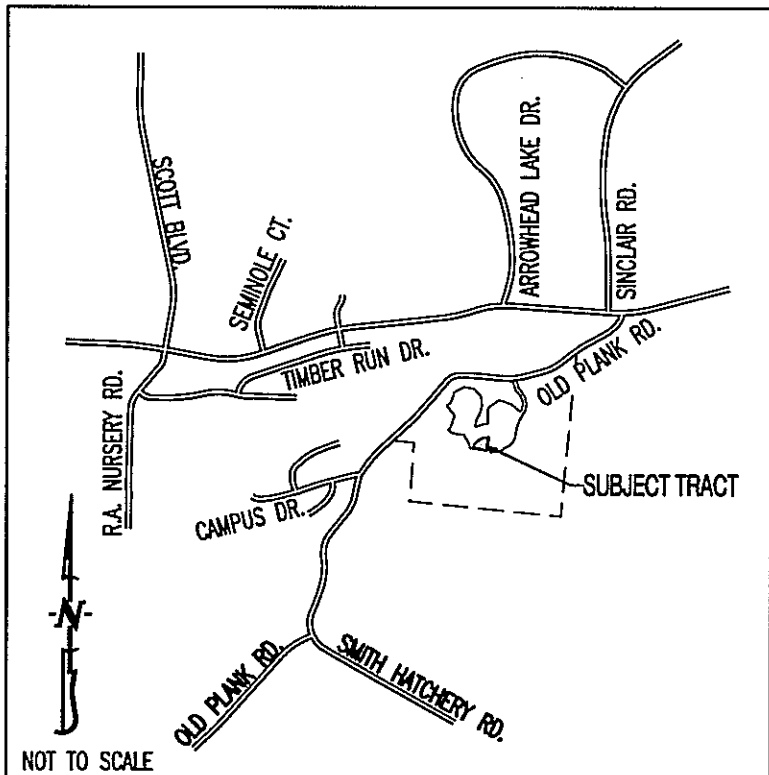 SCOTT BLVD.
SEMINOLE CT.
ARROWHEAD LAKE DR.
SINCLAIR RD.
TIMBER RUN DR.
OLD PLANK RD.
R.A. NURSERY RD.
SUBJECT TRACT
CAMPUS DR.
-N-
OLD PLANK RD.
SMITH HATCHERY RD.
NOT TO SCALE